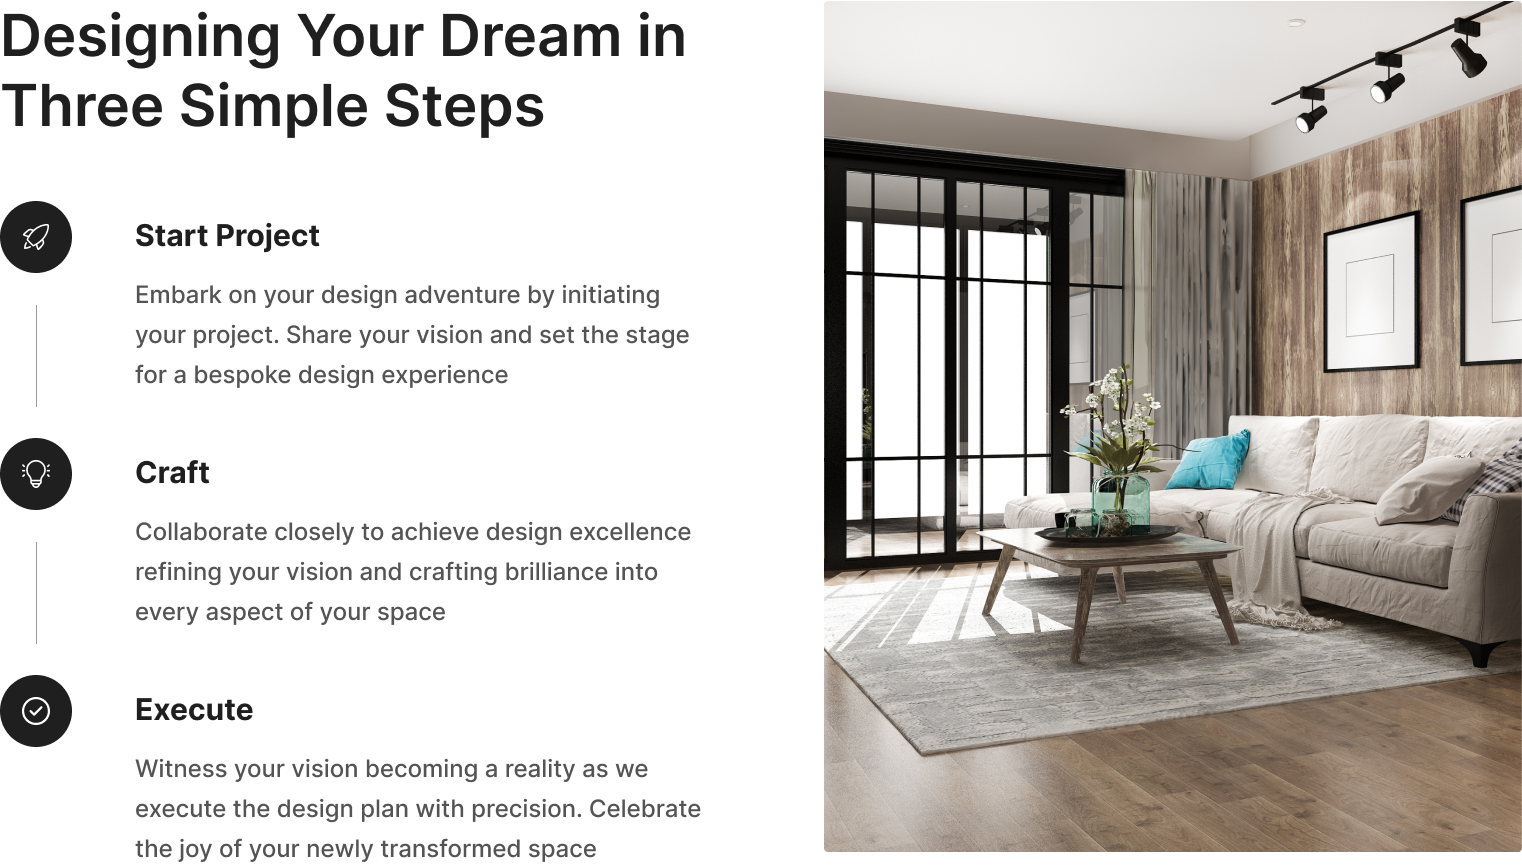 Designing Your Dream in
Three Simple Steps
Start Project
Embark on your design adventure by initiating
your project. Share your vision and set the stage
for a bespoke design experience
Craft
Collaborate closely to achieve design excellence
refining your vision and crafting brilliance into
every aspect of your space
Execute
Witness your vision becoming a reality as we
execute the design plan with precision. Celebrate
the joy of your newly transformed space